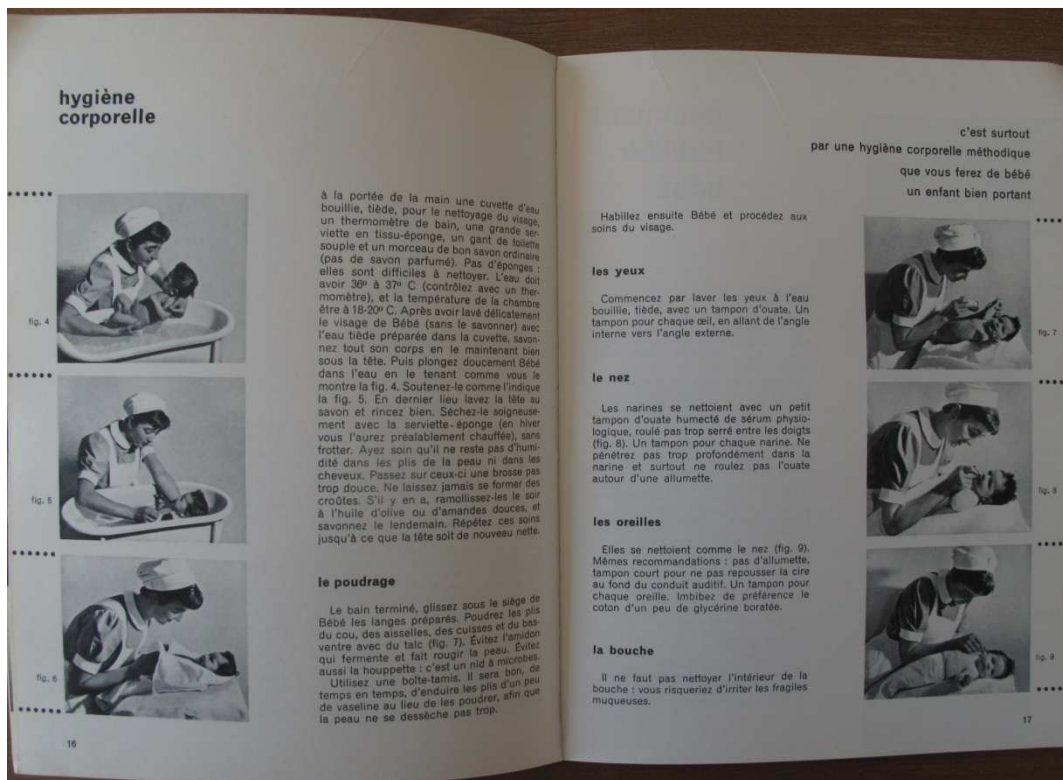 hygiène
corporelle
fig. 4
fig. 5
fig. 6
à la portée de la main une cuvette d'eau
bouillie, tiède, pour le nettoyage du visage,
un thermomètre de bain, une grande ser-
viette en tissu-éponge, un gant de toilette
souple et un morceau de bon savon ordinaire
(pas de savon parfumé). Pas d'éponges :
elles sont difficiles à nettoyer. L'eau doit
avoir 36º à 37º C (contrôlez avec un ther-
momètre), et la température de la chambre
être à 18-20º C. Après avoir lavé délicatement
le visage de Bébé (sans le savonner) avec
l'eau tiède préparée dans la cuvette, savon-
nez tout son corps en le maintenant bien
sous la tête. Puis plongez doucement Bébé
dans l'eau en le tenant comme vous le
montre la fig. 4. Soutenez-le comme l'indique
la fig. 5. En dernier lieu lavez la tête au
savon et rincez bien. Séchez-le soigneuse-
ment avec la serviette-éponge (en hiver
vous l'aurez préalablement chauffée), sans
frotter. Ayez soin qu'il ne reste pas d'humi-
dité dans les plis de la peau ni dans les
cheveux. Passez sur ceux-ci une brosse pas
trop douce. Ne laissez jamais se former des
croûtes. S'il y en a, ramollissez-les le soir
à l'huile d'olive ou d'amandes douces, et
savonnez le lendemain. Répétez ces soins
jusqu'à ce que la tête soit de nouveau nette.
le poudrage
Le bain terminé, glissez sous le siège de
Bébé les langes préparés. Poudrez les plis
du cou, des aisselles, des cuisses et du bas-
ventre avec du talc (fig. 7). Évitez l'amidon
qui fermente et fait rougir la peau. Évitez
aussi la houppette : c'est un nid à microbes.
Utilisez une boîte-tamis. Il sera bon, de
temps en temps, d'enduire les plis d'un peu
de vaseline au lieu de les poudrer, afin que
la peau ne se dessèche pas trop.
16
c'est surtout
par une hygiène corporelle méthodique
que vous ferez de bébé
un enfant bien portant
Habillez ensuite Bébé et procédez aux
soins du visage.
les yeux
Commencez par laver les yeux à l'eau
bouillie, tiède, avec un tampon d'ouate. Un
tampon pour chaque œil, en allant de l'angle
interne vers l'angle externe.
le nez
Les narines se nettoient avec un petit
tampon d'ouate humecté de sérum physio-
logique, roulé pas trop serré entre les doigts
(fig. 8). Un tampon pour chaque narine. Ne
pénétrez pas trop profondément dans la
narine et surtout ne roulez pas l'ouate
autour d'une allumette.
les oreilles
Elles se nettoient comme le nez (fig. 9).
Mêmes recommandations : pas d'allumette,
tampon court pour ne pas repousser la cire
au fond du conduit auditif. Un tampon pour
chaque oreille. Imbibez de préférence le
coton d'un peu de glycérine boratée.
la bouche
Il ne faut pas nettoyer l'intérieur de la
bouche : vous risqueriez d'irriter les fragiles
muqueuses.
fig. 7
fig. 8
fig. 9
17